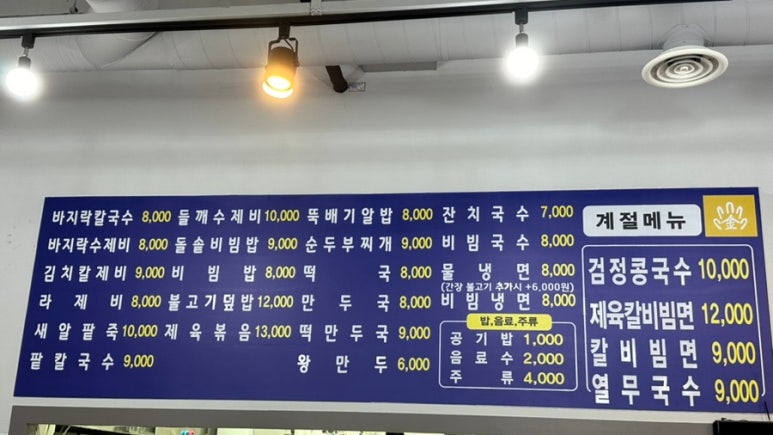 바지락칼국수 8,000
바지락수제비 8,000
김치칼제비 9,000
라제비 8,000
새알팥죽 10,000
팥칼국수 9,000
들깨수제비 10,000
돌솥비빔밥 9,000
비빔밥 8,000
불고기덮밥 12,000
제육볶음 13,000
뚝배기알밥 8,000
순두부찌개 9,000
떡국 8,000
만두국 8,000
떡만두국 9,000
왕만두 6,000
잔치국수 7,000
비빔국수 8,000
물냉면 8,000
(간장 불고기 추가시 +6,000원)
비빔냉면 8,000
밥,음료,주류
공기밥 1,000
음료수 2,000
주류 4,000
계절메뉴
金
검정콩국수 10,000
제육칼비빔면 12,000
칼비빔면 9,000
열무국수 9,000